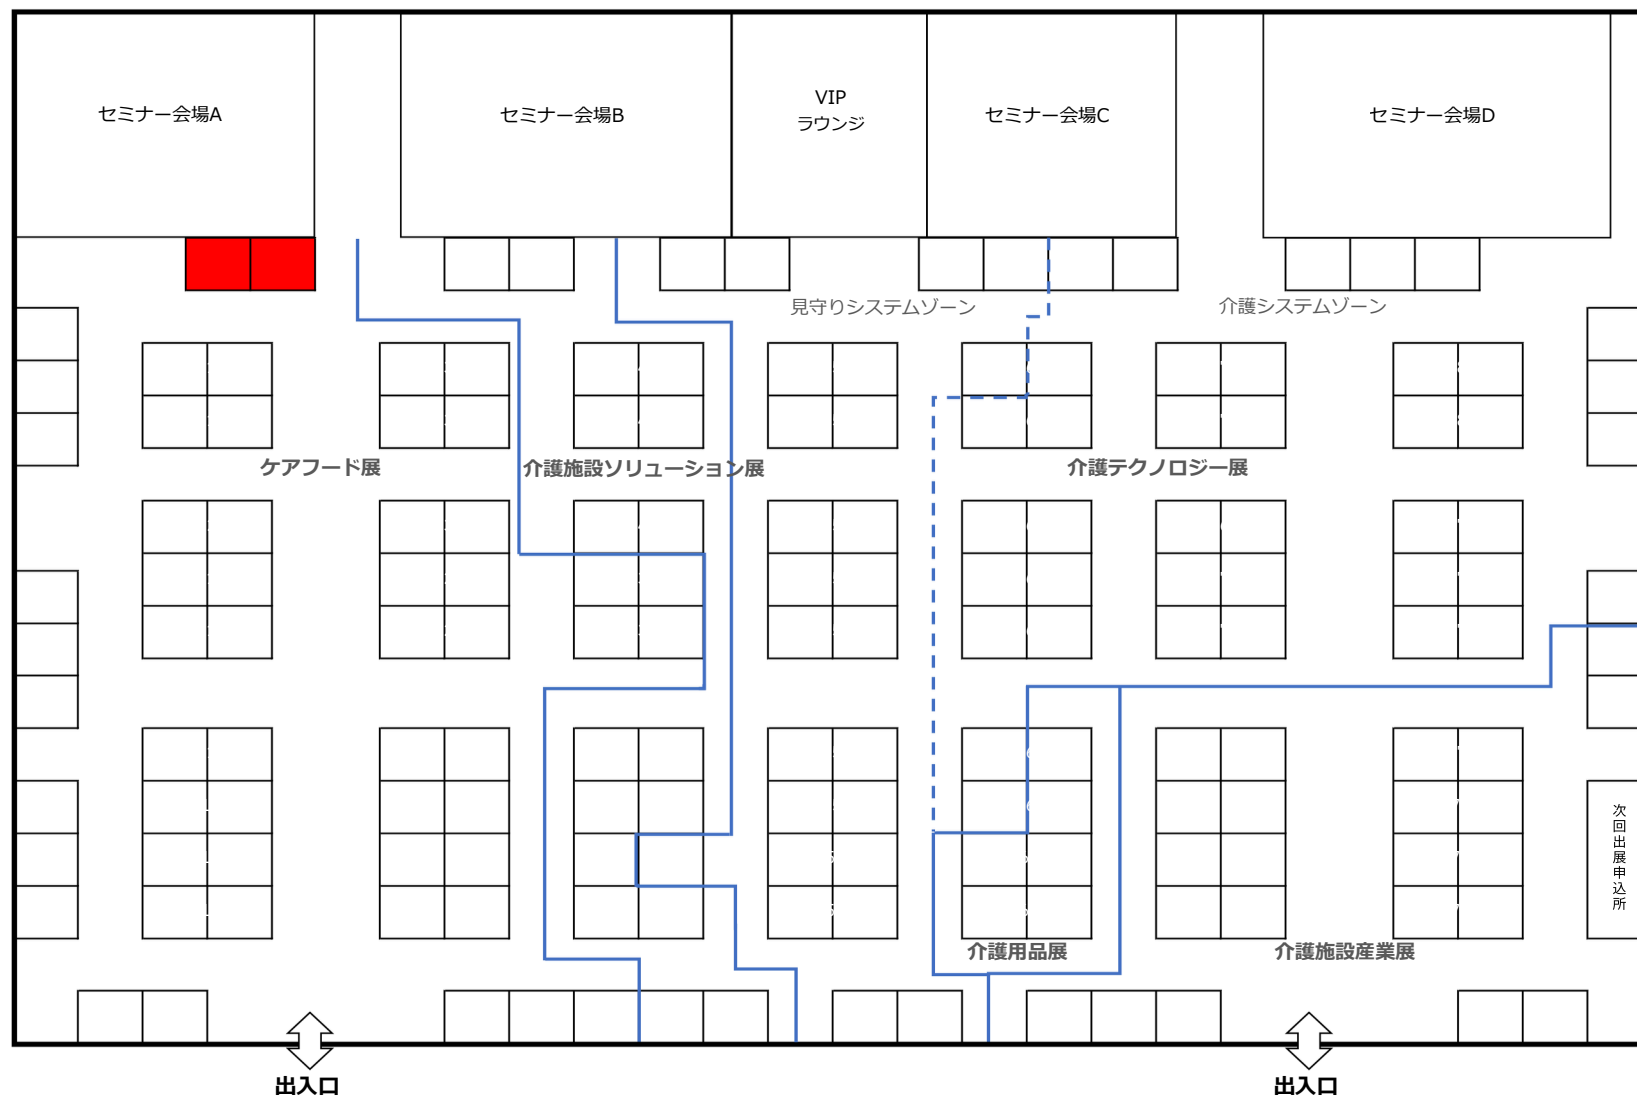 セミナー会場A
セミナー会場B
VIP
ラウンジ
セミナー会場C
セミナー会場D
見守りシステムゾーン
介護システムゾーン
ケアフード展
介護施設ソリューション展
介護テクノロジー展
次回出展申込所
介護用品展
介護施設産業展
出入口
出入口